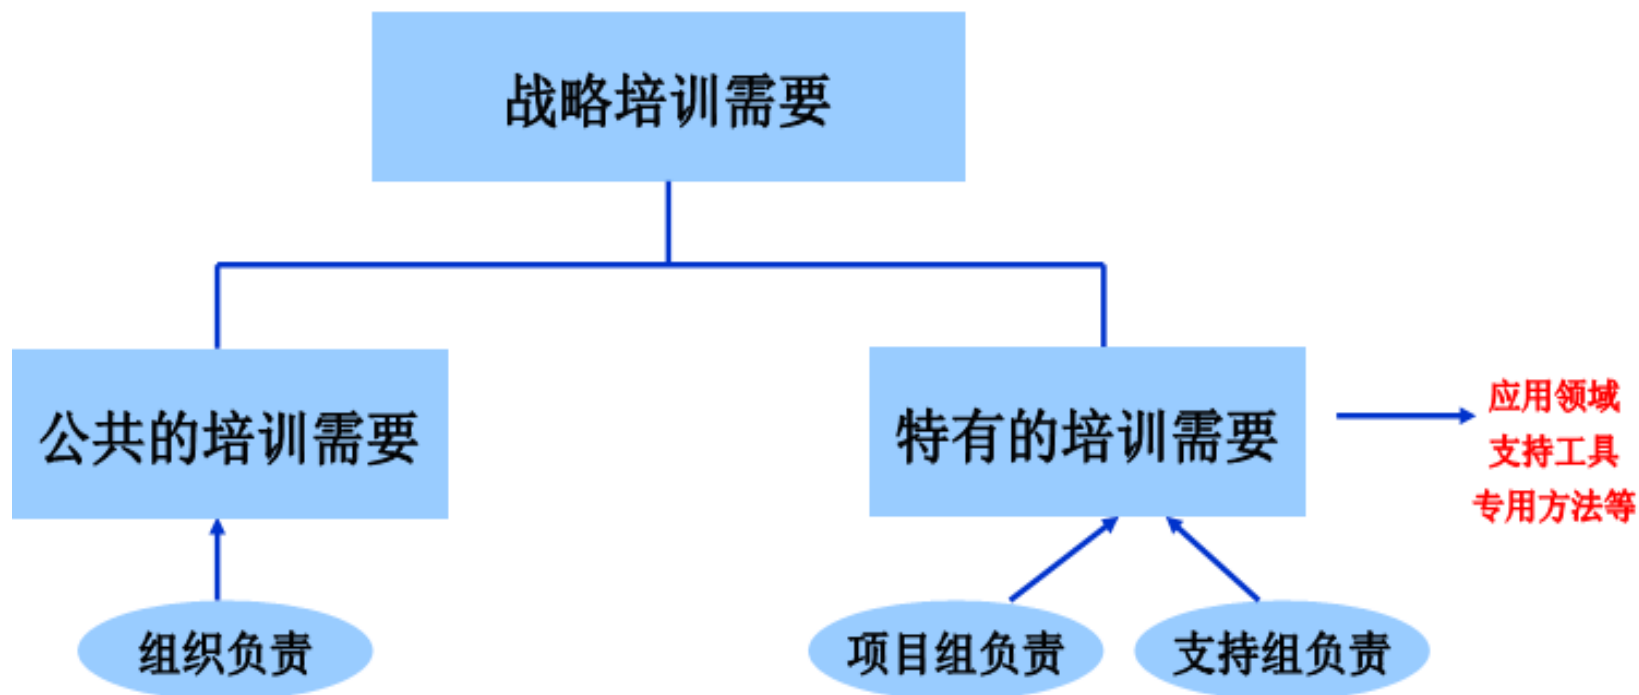 战略培训需要
公共的培训需要
特有的培训需要
应用领域
支持工具
专用方法等
组织负责
项目组负责
支持组负责